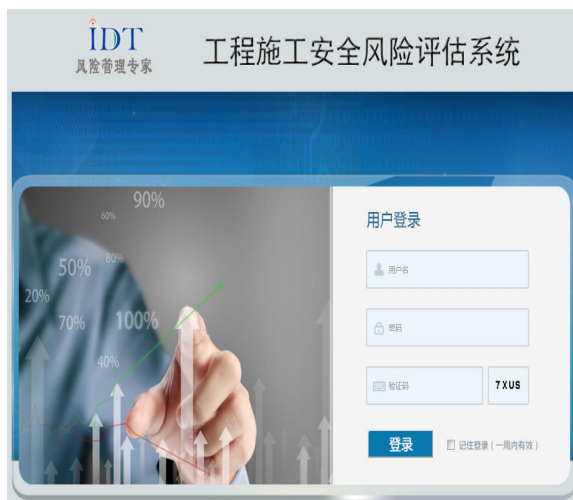 iDT
风险管理专家
工程施工安全风险评估系统
90%
60%
80%
50%
20%
70%
100%
40%
用户登录
用户名
密码
验证码
7XUS
登录
记住登录（一周内有效）